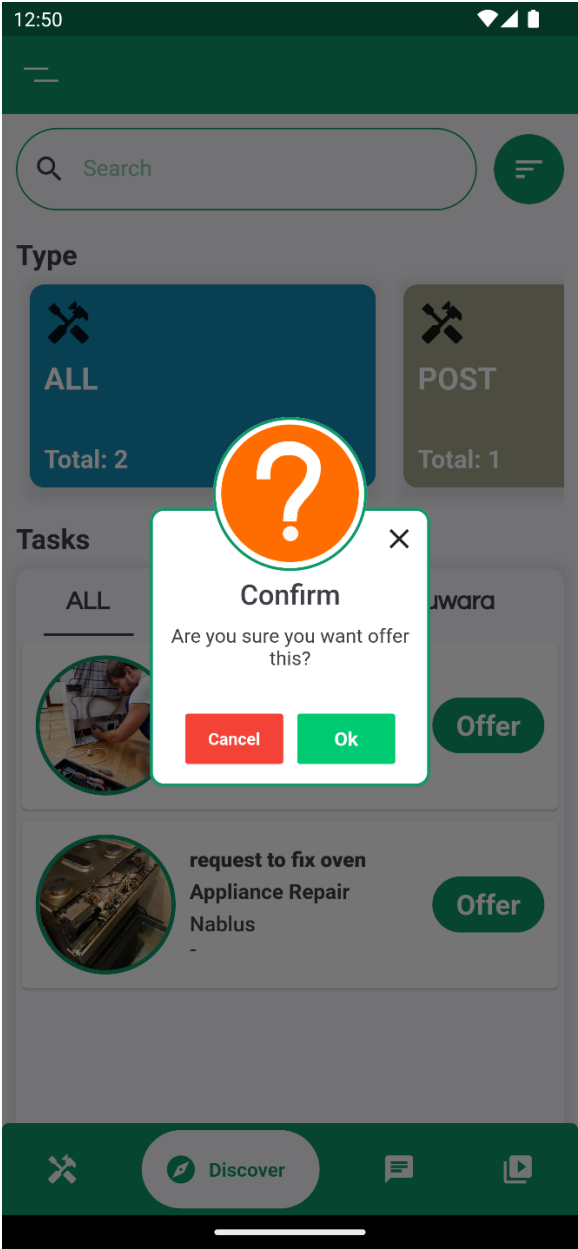 12:50
Search
Type
ALL
POST
Total: 2
Total: 1
Tasks
ALL
Confirm
Are you sure you want offer
this?
Cancel
Ok
Offer
request to fix oven
Appliance Repair
Nablus
-
Offer
Discover